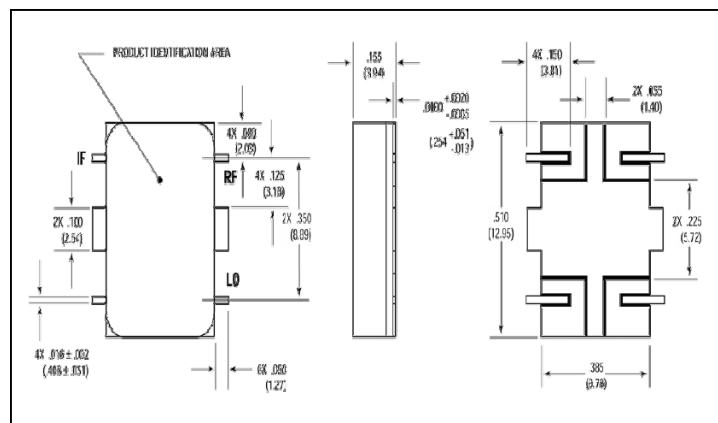 PRODUCT IDENTIFICATION AREA
IF
RF
LO
4X .080
(2.03)
4X .125
(3.18)
2X .350
(8.89)
2X .100
(2.54)
4X .016 ± .002
(.408 ± .051)
6X .050
(1.27)
.155
(3.94)
+.0020
-.0005
(.254 +.051
-.013)
4X .150
(3.81)
2X .055
(1.40)
.510
(12.95)
2X .225
(5.72)
.385
(9.78)